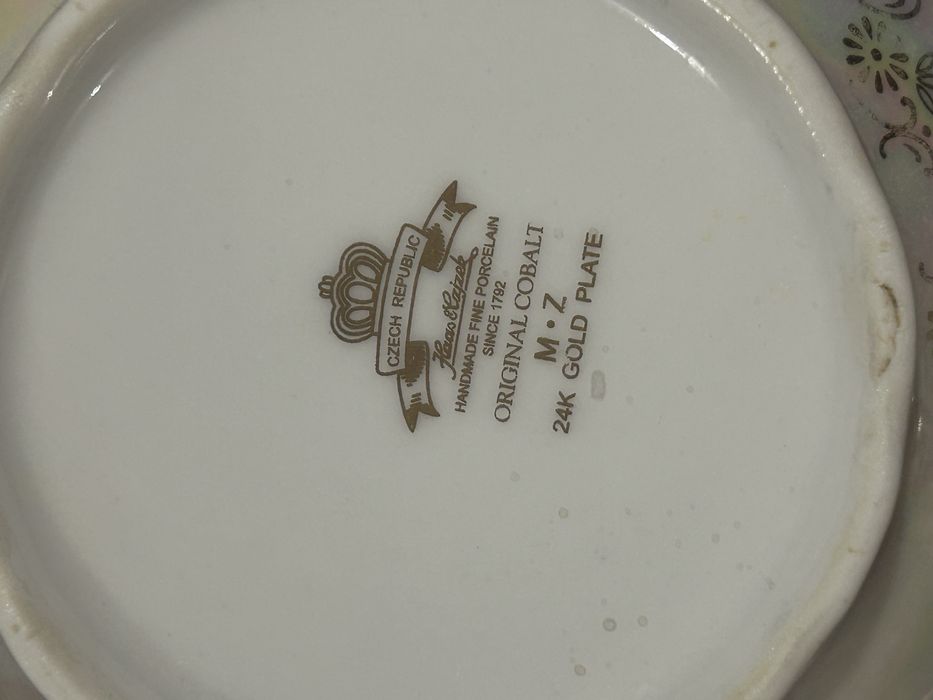 CZECH REPUBLIC
Haas & Czjzek
HANDMADE FINE PORCELAIN
SINCE 1792
ORIGINAL COBALT
M•Z
24K GOLD PLATE